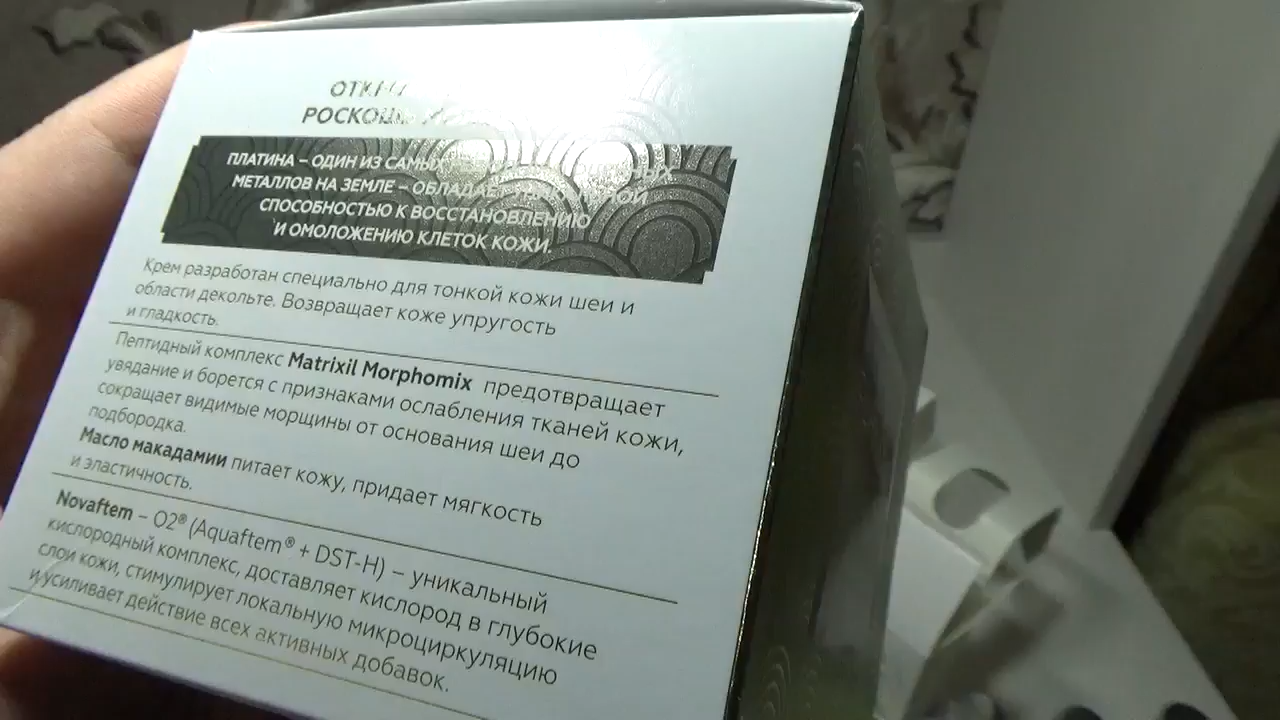 РОСКОШЬ
ПЛАТИНА – ОДИН ИЗ САМЫХ
МЕТАЛЛОВ НА ЗЕМЛЕ – ОБЛАДАЕТ
СПОСОБНОСТЬЮ К ВОССТАНОВЛЕНИЮ
И ОМОЛОЖЕНИЮ КЛЕТОК КОЖИ.
Крем разработан специально для тонкой кожи шеи и
области декольте. Возвращает коже упругость
и гладкость.
Пептидный комплекс Matrixil Morphomix предотвращает
увядание и борется с признаками ослабления тканей кожи,
сокращает видимые морщины от основания шеи до
подбородка.
Масло макадамии питает кожу, придает мягкость
и эластичность.
Novaftem – O2® (Aquaftem® + DST-H) – уникальный
кислородный комплекс, доставляет кислород в глубокие
слои кожи, стимулирует локальную микроциркуляцию
и усиливает действие всех активных добавок.